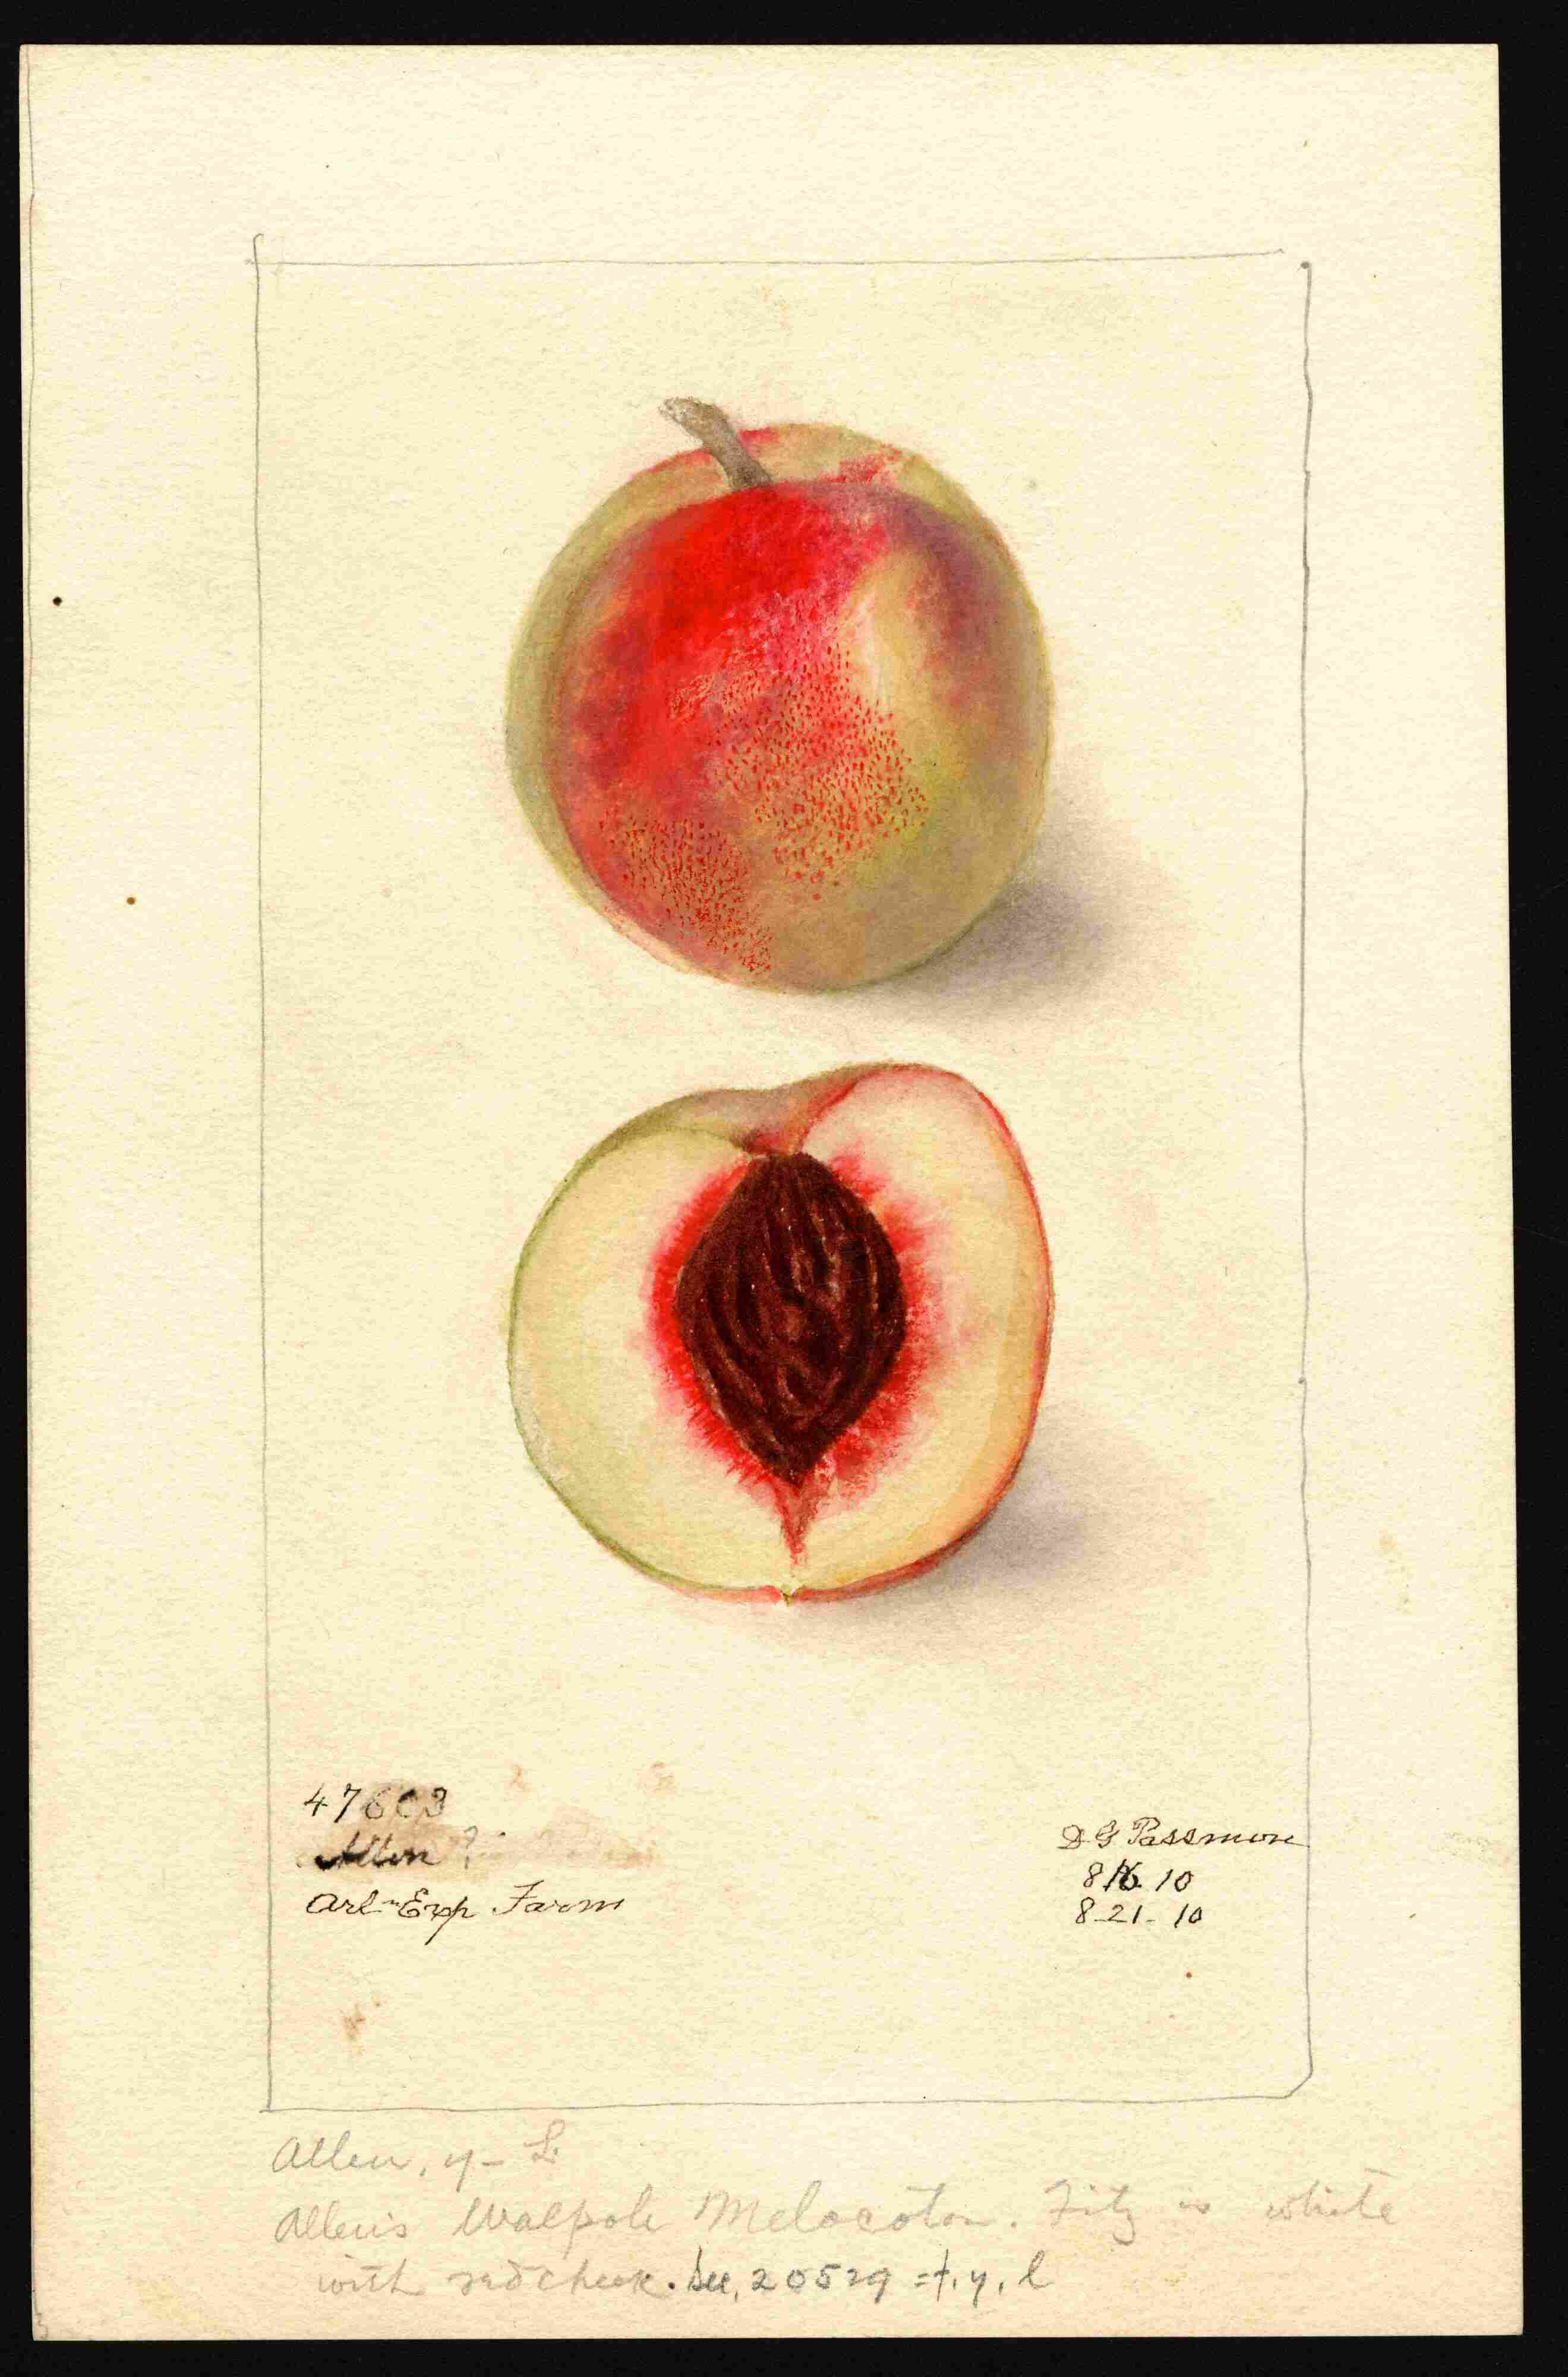 47603
Allen ?
Arl Exp. Farm
D G Passmore
8 16 10
8-21-10
Allen, y- L
Allen's Walpole Melocoton. Fitz is white
with red cheek. See, 20529 = f, y, l